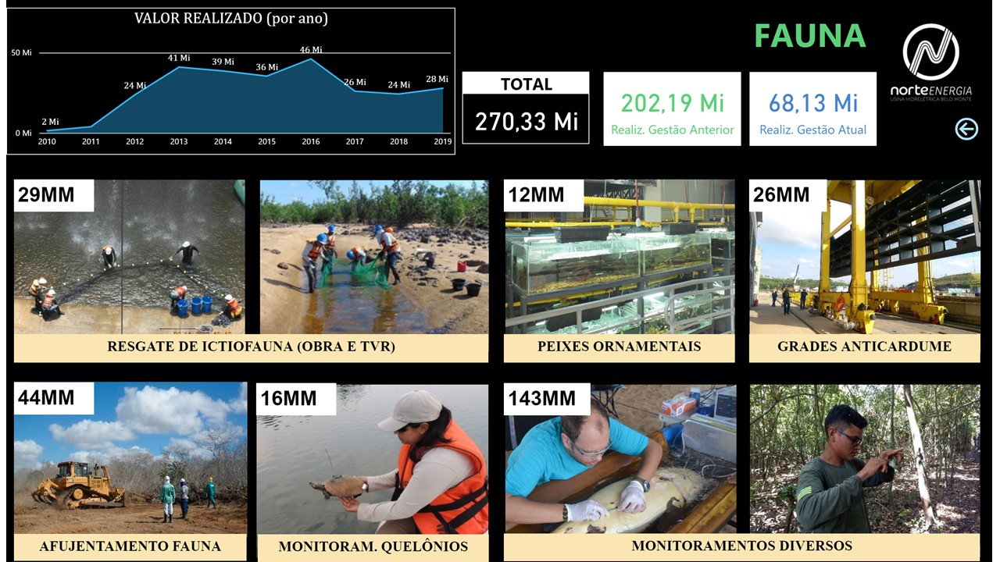 VALOR REALIZADO (por ano)
50 Mi
0 Mi
2 Mi
24 Mi
41 Mi
39 Mi
36 Mi
46 Mi
26 Mi
24 Mi
28 Mi
2010 2011 2012 2013 2014 2015 2016 2017 2018 2019
TOTAL
270,33 Mi
202,19 Mi
Realiz. Gestão Anterior
68,13 Mi
Realiz. Gestão Atual
FAUNA
norteENERGIA
USINA HIDRELÉTRICA BELO MONTE
29MM
RESGATE DE ICTIOFAUNA (OBRA E TVR)
12MM
PEIXES ORNAMENTAIS
26MM
GRADES ANTICARDUME
44MM
AFUJENTAMENTO FAUNA
16MM
MONITORAM. QUELÔNIOS
143MM
MONITORAMENTOS DIVERSOS